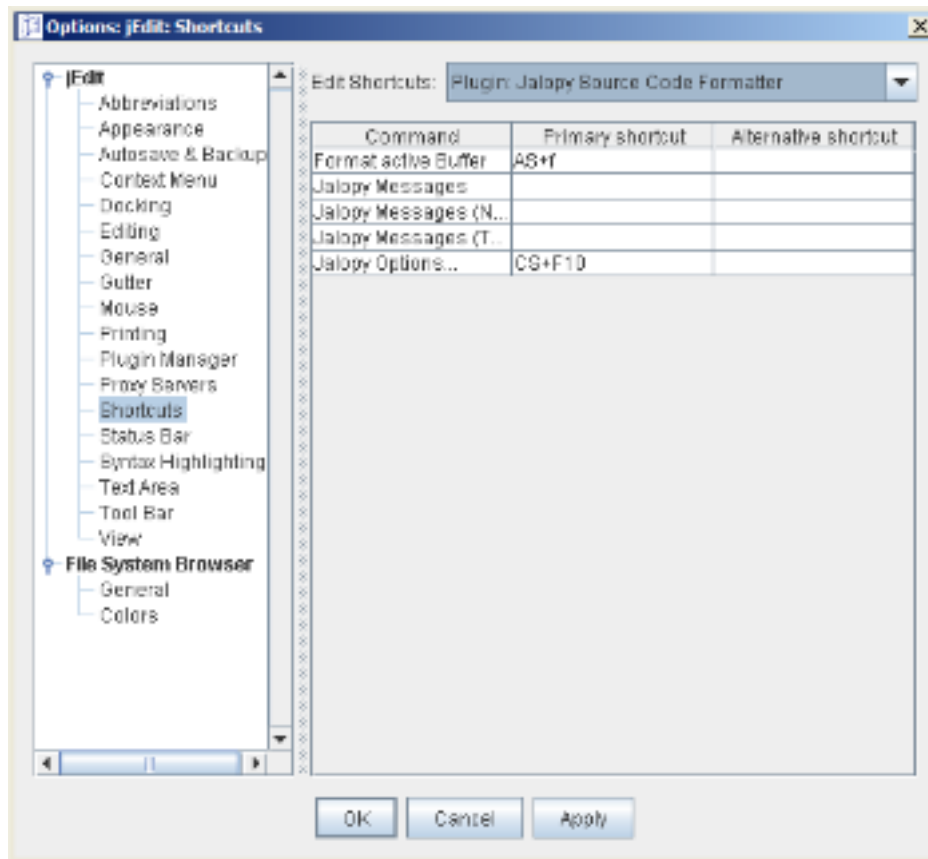 Options: jEdit: Shortcuts
jEdit
Abbreviations
Appearance
Autosave & Backup
Context Menu
Docking
Editing
General
Gutter
Mouse
Printing
Plugin Manager
Proxy Servers
Shortcuts
Status Bar
Syntax Highlighting
Text Area
Tool Bar
View
File System Browser
General
Colors
Edit Shortcuts: Plugin: Jalopy Source Code Formatter
Command Primary shortcut Alternative shortcut
Format active Buffer AS+f
Jalopy Messages
Jalopy Messages (N...
Jalopy Messages (T...
Jalopy Options... CS+F10
OK Cancel Apply